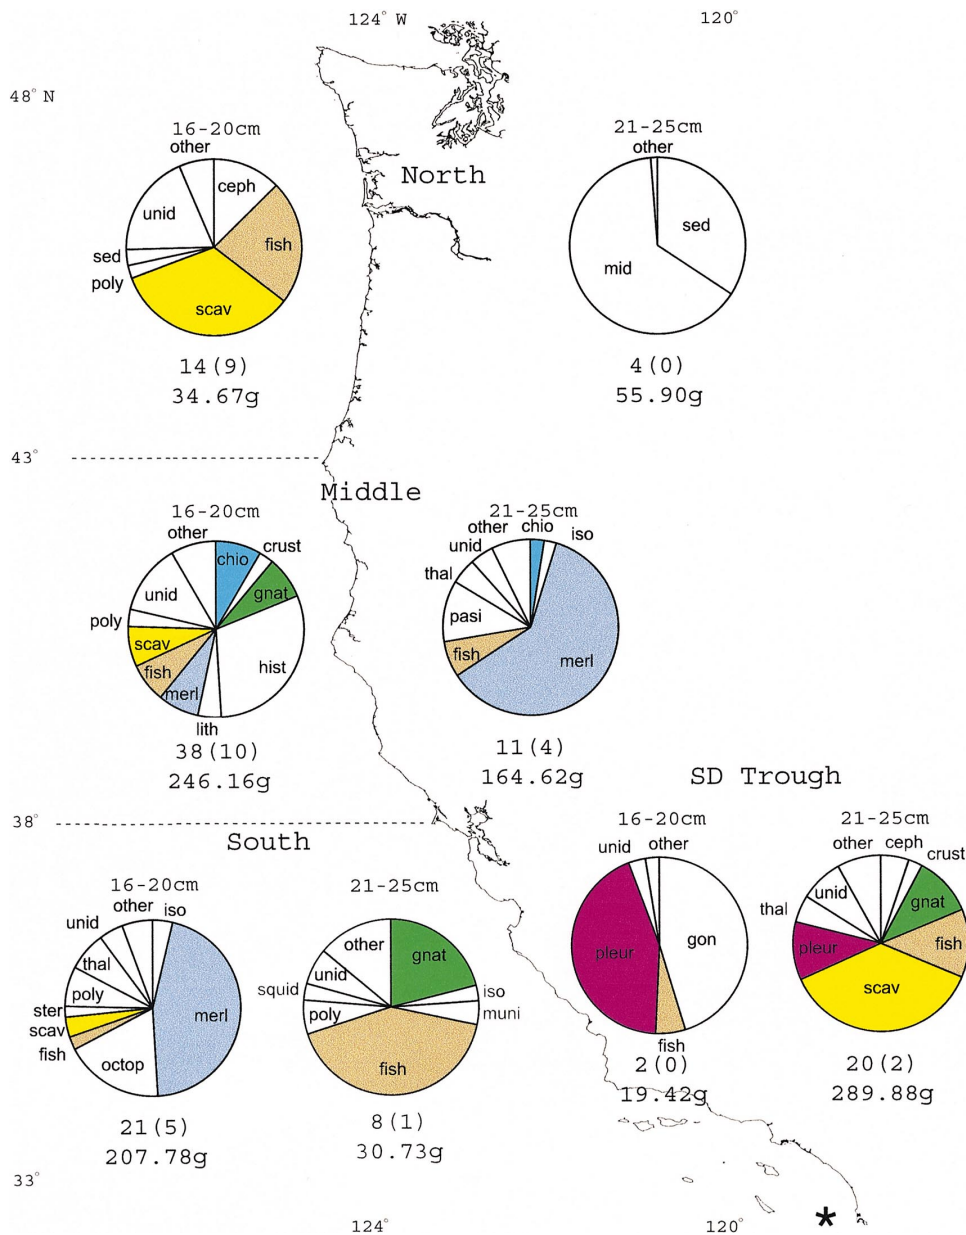 124° W
120°
48° N
16-20cm
other
ceph
unid
fish
sed
poly
scav
14(9)
34.67g
North
21-25cm
other
sed
mid
4(0)
55.90g
43°
Middle
16-20cm
other
chio
crust
gnat
unid
poly
scav
hist
fish
merl
lith
38(10)
246.16g
21-25cm
other
chio
iso
unid
thal
pasi
fish
merl
11(4)
164.62g
SD Trough
38°
South
16-20cm
other
iso
unid
thal
poly
merl
ster
scav
fish
octop
21(5)
207.78g
21-25cm
other
gnat
unid
squid
iso
poly
muni
fish
8(1)
30.73g
16-20cm
unid
other
pleur
gon
fish
2(0)
19.42g
21-25cm
other
ceph
crust
unid
gnat
thal
pleur
fish
scav
20(2)
289.88g
33°
*
124°
120°